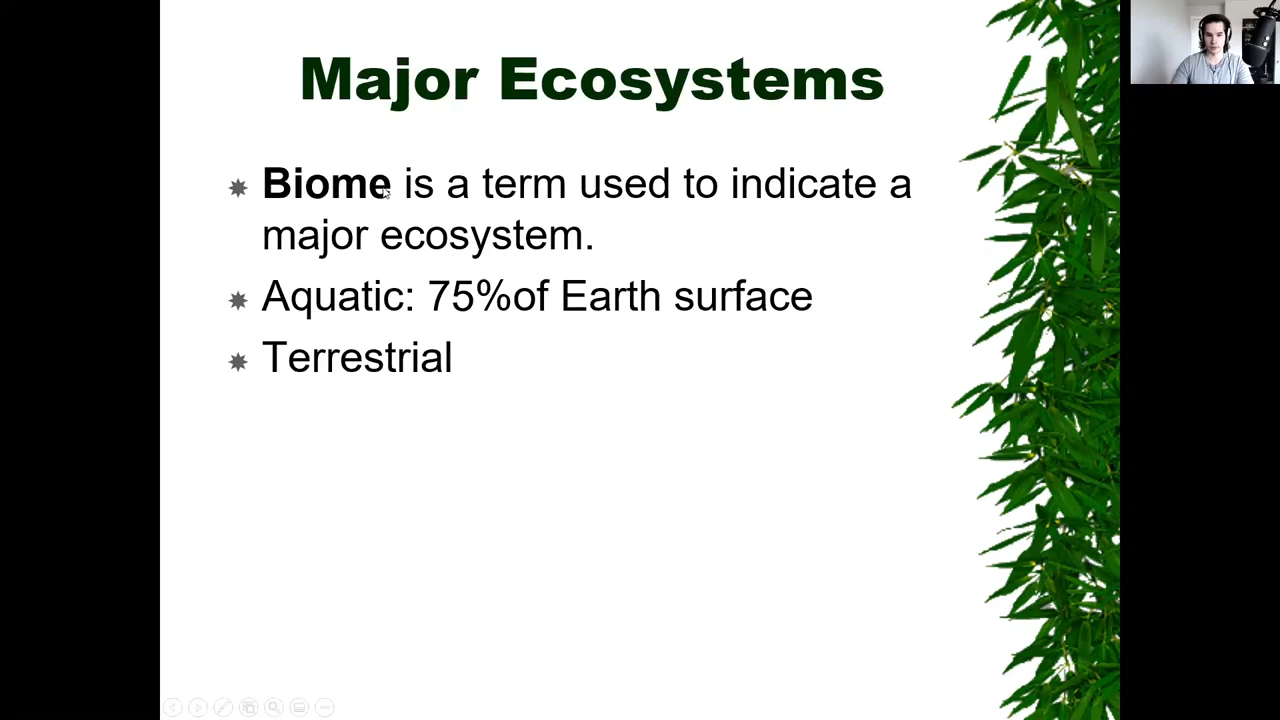 Major Ecosystems
Biome is a term used to indicate a
major ecosystem.
Aquatic: 75%of Earth surface
Terrestrial